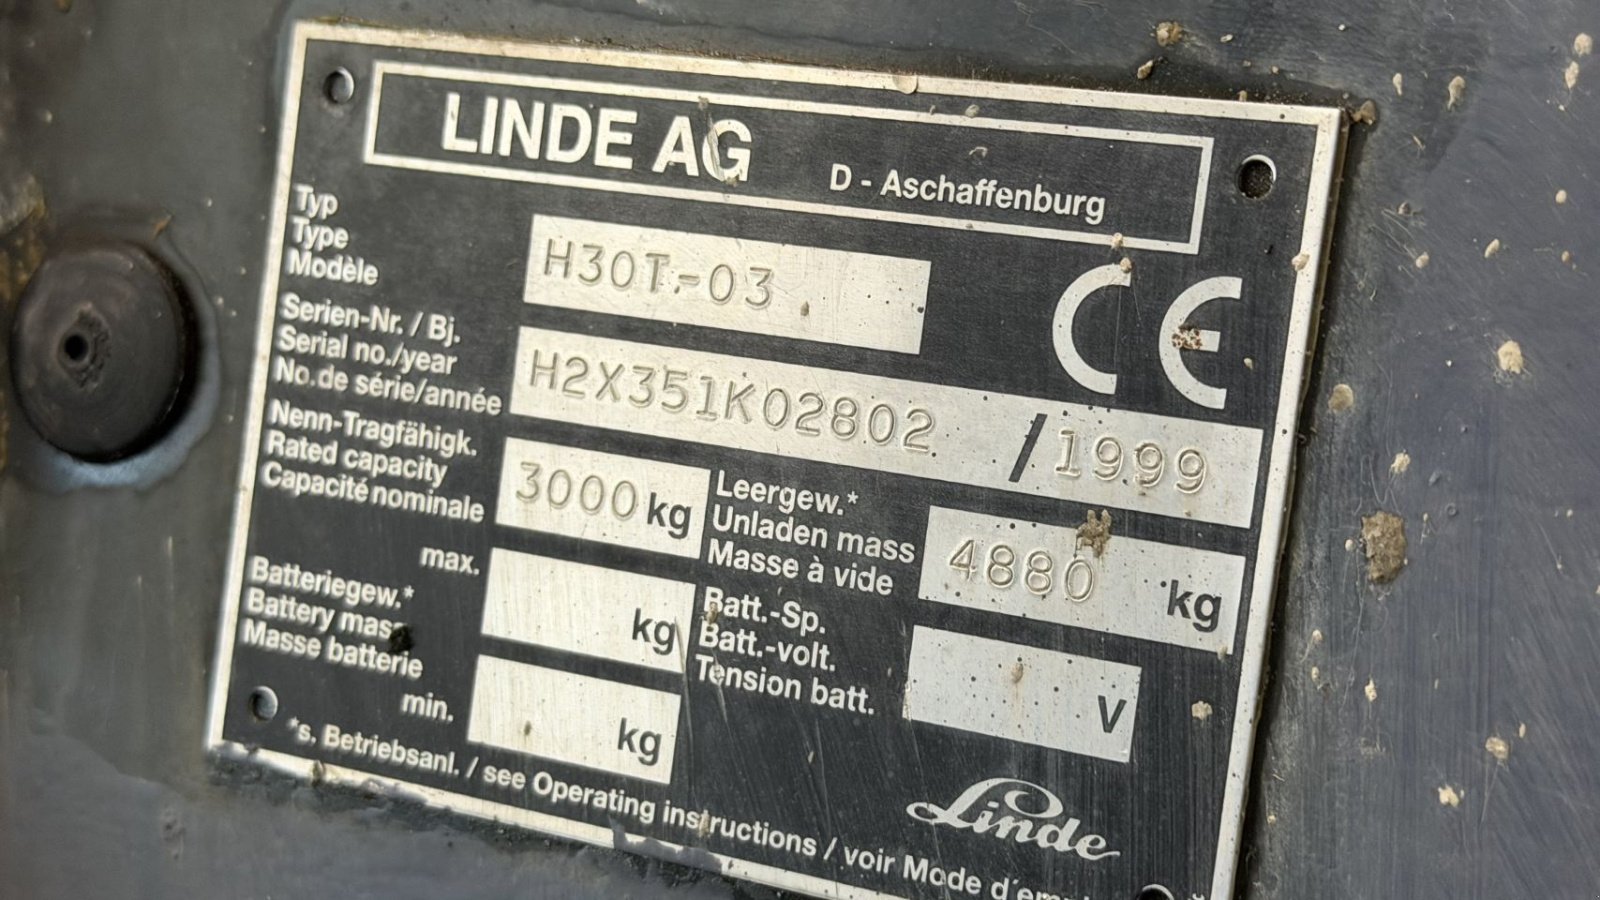 LINDE AG D - Aschaffenburg
Typ
Type
Modèle
H30T-03
CE
Serien-Nr. / Bj.
Serial no./year
No.de série/année
H2X351K02802 / 1999
Nenn-Tragfähigk.
Rated capacity
Capacité nominale
3000 kg
Leergew.*
Unladen mass
Masse à vide
4880 kg
Batteriegew.*
Battery mass
Masse batterie
max. kg
min. kg
Batt.-Sp.
Batt.-volt.
Tension batt.
V
*s. Betriebsanl. / see Operating instructions / voir Mode
Linde